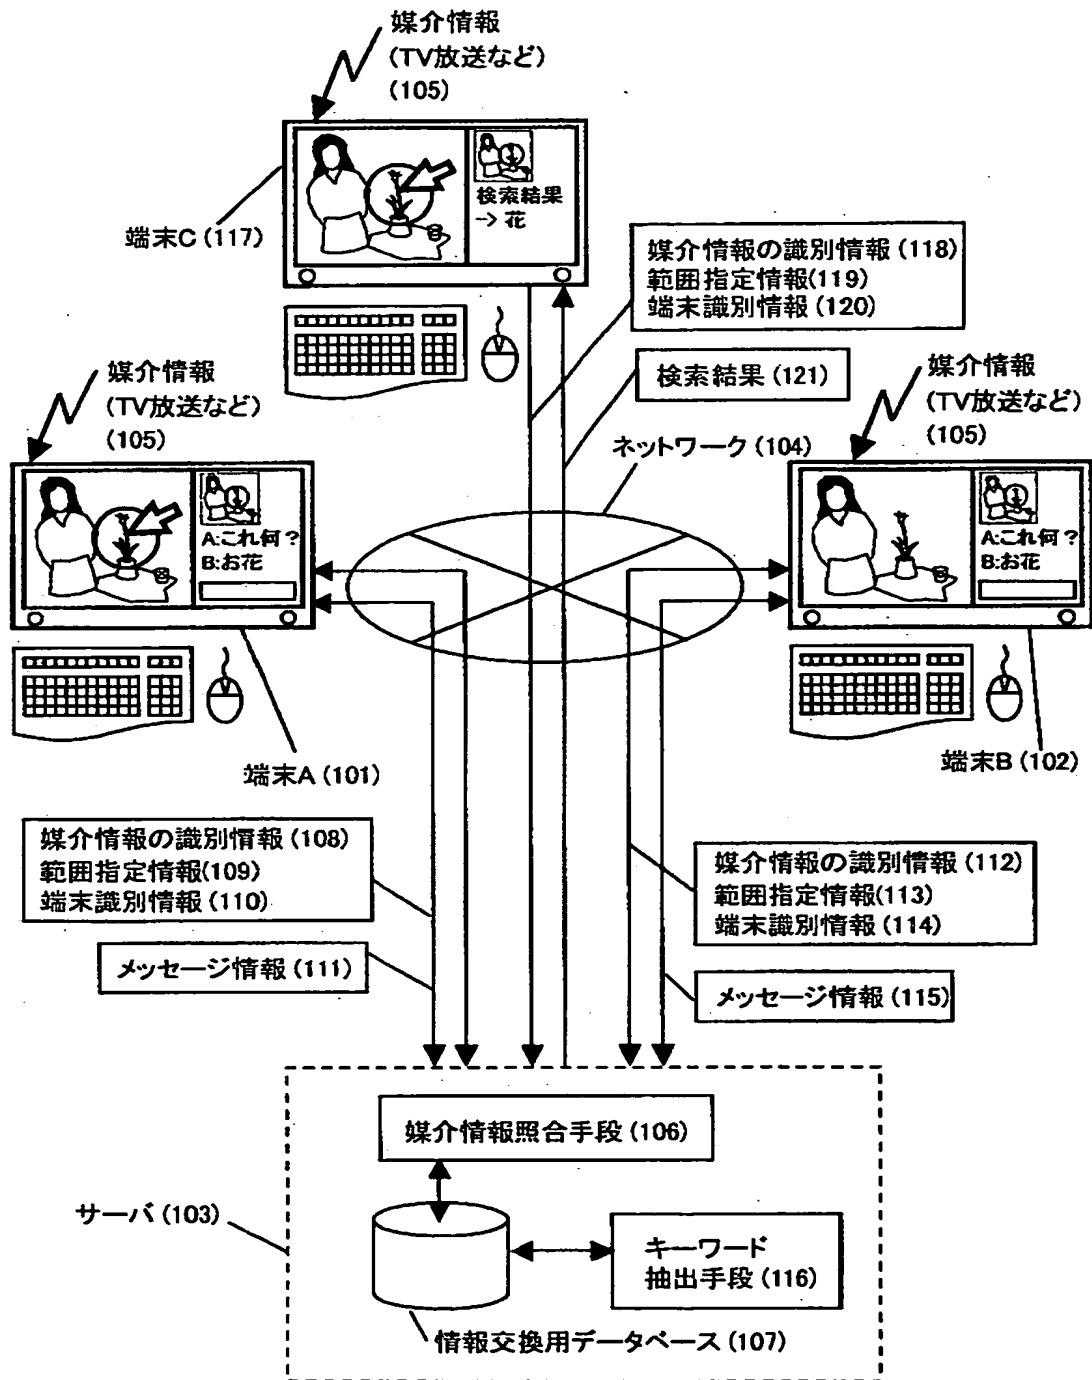 媒介情報
(TV放送など)
(105)
検索結果
-> 花
端末C (117)
媒介情報の識別情報 (118)
範囲指定情報(119)
端末識別情報 (120)
検索結果 (121)
媒介情報
(TV放送など)
(105)
媒介情報
(TV放送など)
(105)
ネットワーク (104)
A:これ何?
B:お花
A:これ何?
B:お花
端末A (101)
端末B (102)
媒介情報の識別情報 (108)
範囲指定情報(109)
端末識別情報 (110)
メッセージ情報 (111)
媒介情報の識別情報 (112)
範囲指定情報(113)
端末識別情報 (114)
メッセージ情報 (115)
媒介情報照合手段 (106)
サーバ (103)
キーワード
抽出手段 (116)
情報交換用データベース (107)